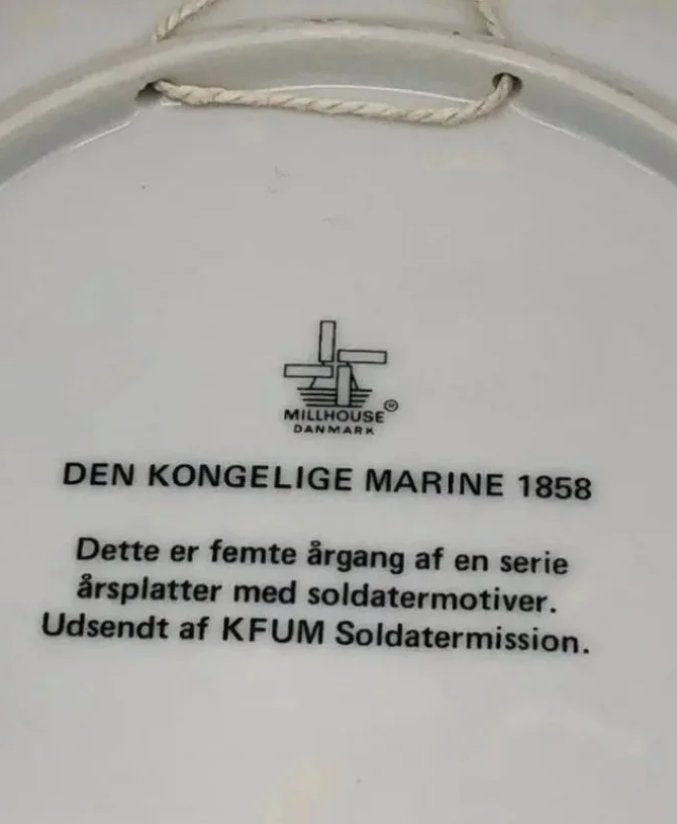 MILLHOUSE®
DANMARK
DEN KONGELIGE MARINE 1858
Dette er femte årgang af en serie
årsplatter med soldatermotiver.
Udsendt af KFUM Soldatermission.